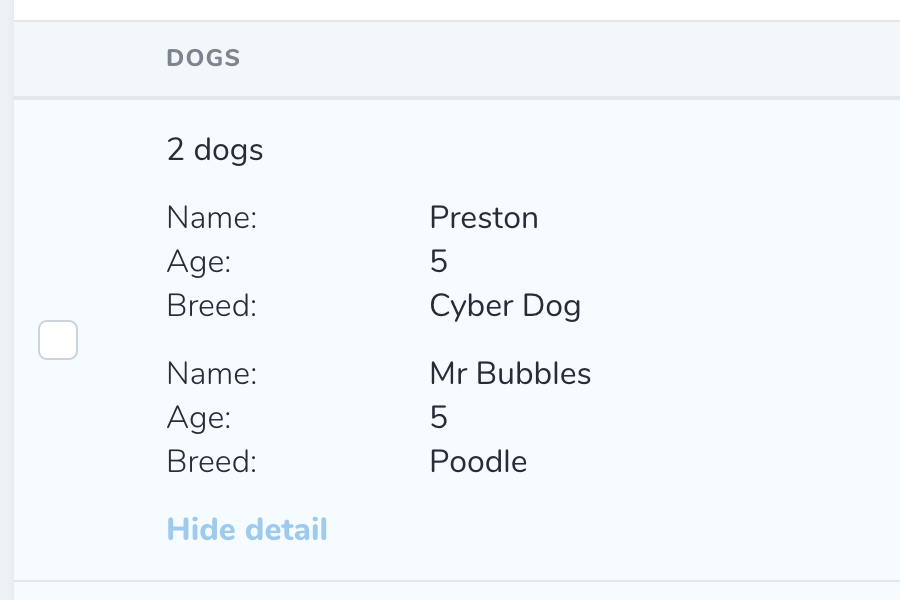 DOGS
2 dogs
Name: Preston
Age: 5
Breed: Cyber Dog
Name: Mr Bubbles
Age: 5
Breed: Poodle
Hide detail